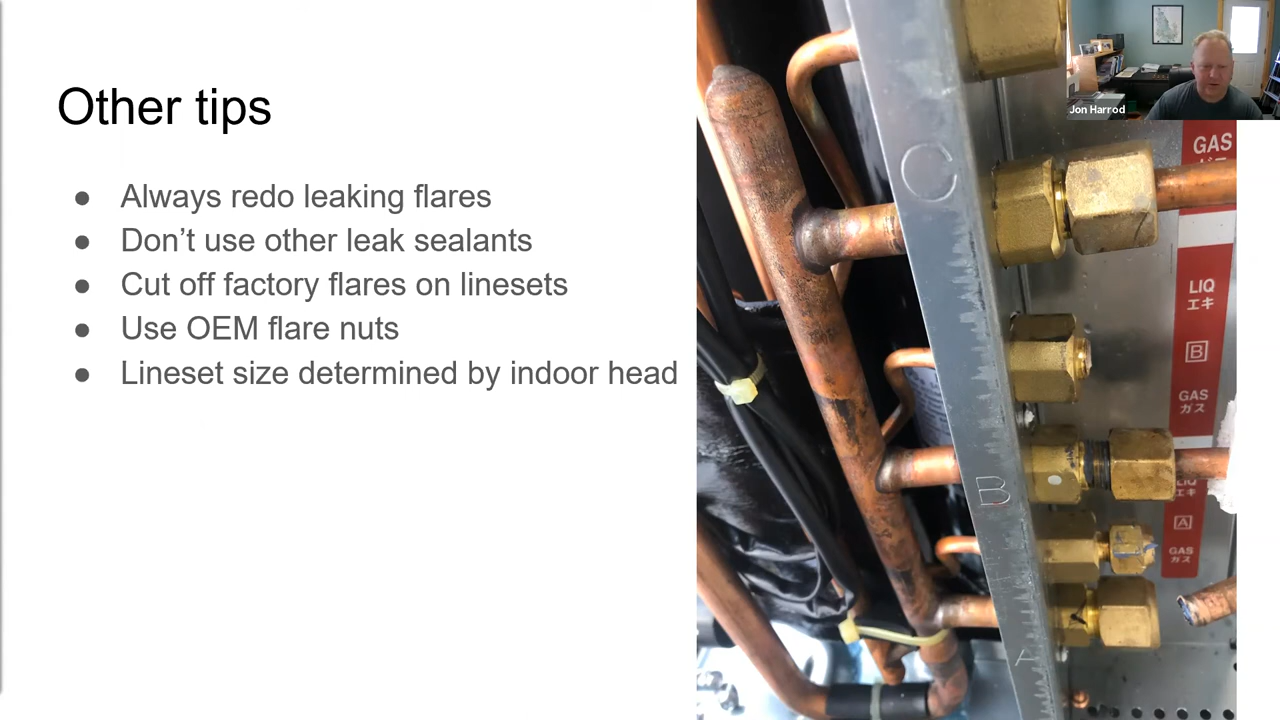 Other tips
● Always redo leaking flares
● Don’t use other leak sealants
● Cut off factory flares on linesets
● Use OEM flare nuts
● Lineset size determined by indoor head
Jon Harrod
C
GAS
LIQ
エキ
B
GAS
ガス
B
LIQ
エキ
A
GAS
ガス
A